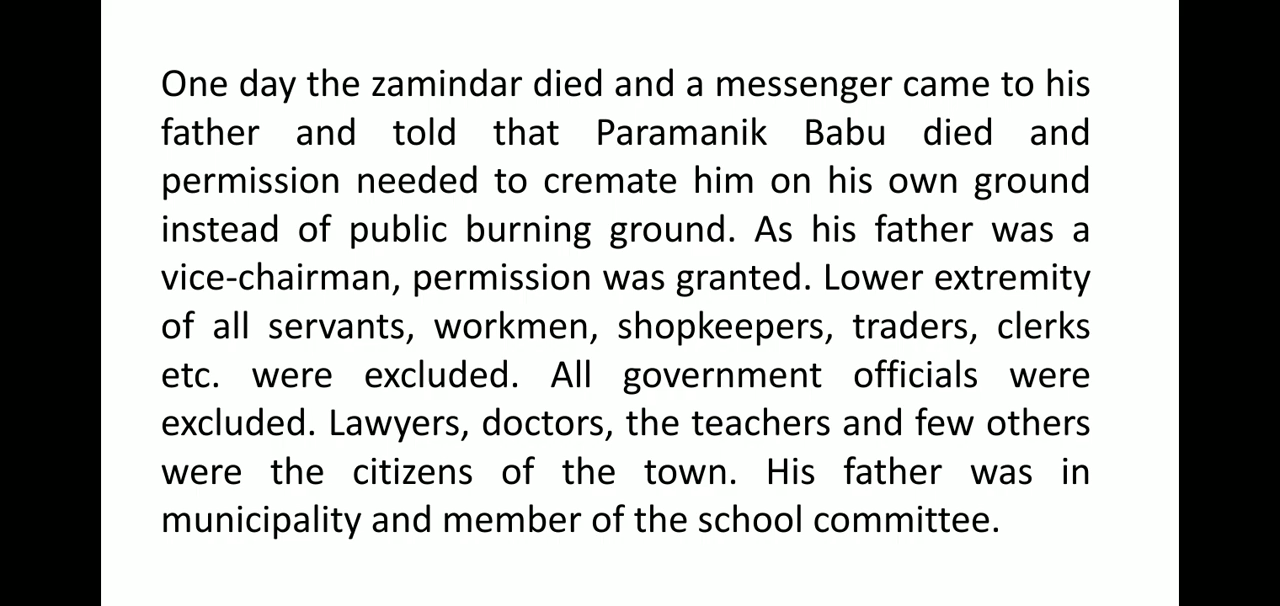 One day the zamindar died and a messenger came to his
father and told that Paramanik Babu died and
permission needed to cremate him on his own ground
instead of public burning ground. As his father was a
vice-chairman, permission was granted. Lower extremity
of all servants, workmen, shopkeepers, traders, clerks
etc. were excluded. All government officials were
excluded. Lawyers, doctors, the teachers and few others
were the citizens of the town. His father was in
municipality and member of the school committee.